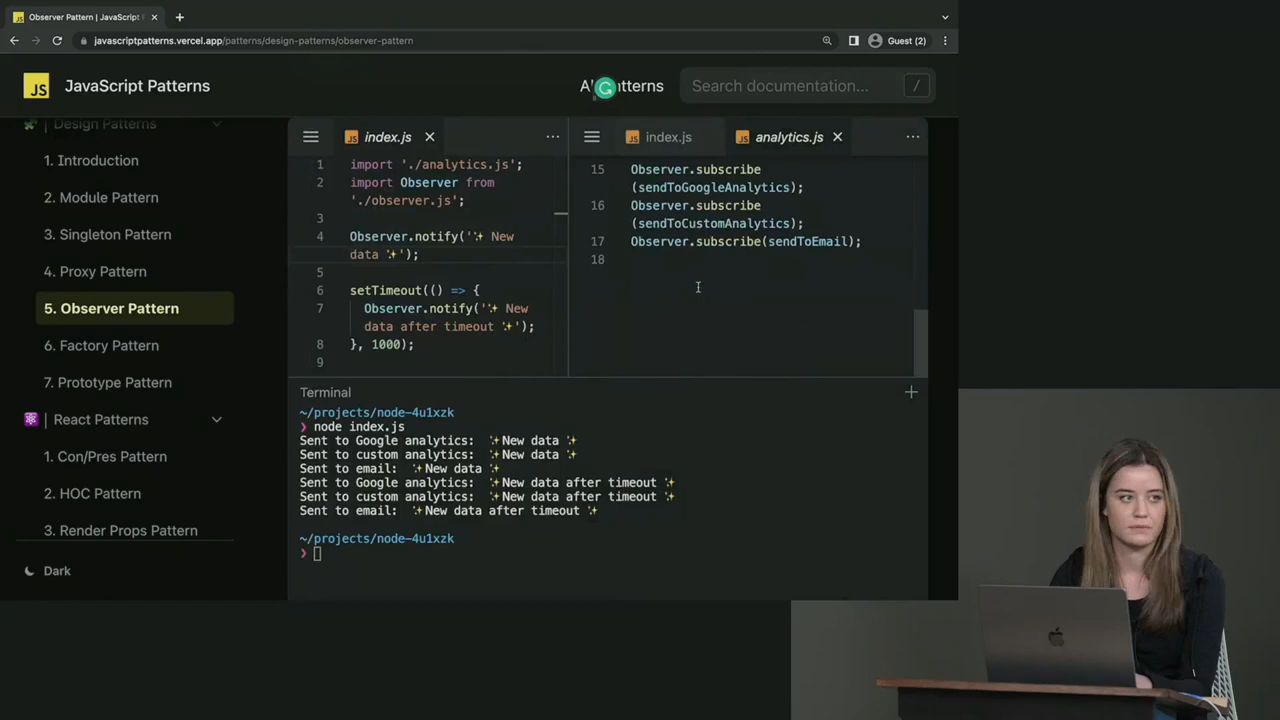 Observer Pattern | JavaScript
javascriptpatterns.vercel.app/patterns/design-patterns/observer-pattern
Guest (2)
JS
JavaScript Patterns
Search documentation...
/
Design Patterns
1. Introduction
2. Module Pattern
3. Singleton Pattern
4. Proxy Pattern
5. Observer Pattern
6. Factory Pattern
7. Prototype Pattern
| React Patterns
1. Con/Pres Pattern
2. HOC Pattern
3. Render Props Pattern
Dark
index.js
1 import './analytics.js';
2 import Observer from
'./observer.js';
3
4 Observer.notify('✨ New
data ✨');
5
6 setTimeout(() => {
7 Observer.notify('✨ New
data after timeout ✨');
8 }, 1000);
9
index.js
analytics.js
15 Observer.subscribe
(sendToGoogleAnalytics);
16 Observer.subscribe
(sendToCustomAnalytics);
17 Observer.subscribe(sendToEmail);
18
Terminal
~/projects/node-4u1xzk
❯ node index.js
Sent to Google analytics: ✨New data ✨
Sent to custom analytics: ✨New data ✨
Sent to email: ✨New data ✨
Sent to Google analytics: ✨New data after timeout ✨
Sent to custom analytics: ✨New data after timeout ✨
Sent to email: ✨New data after timeout ✨
~/projects/node-4u1xzk
❯